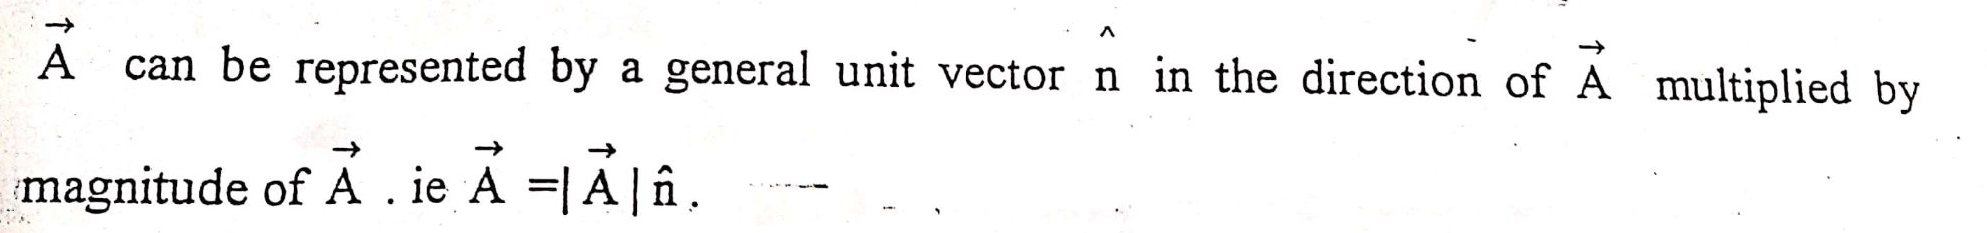 A⃗ can be represented by a general unit vector n̂ in the direction of A⃗ multiplied by
magnitude of A⃗ . ie A⃗ =| A⃗ | n̂ .